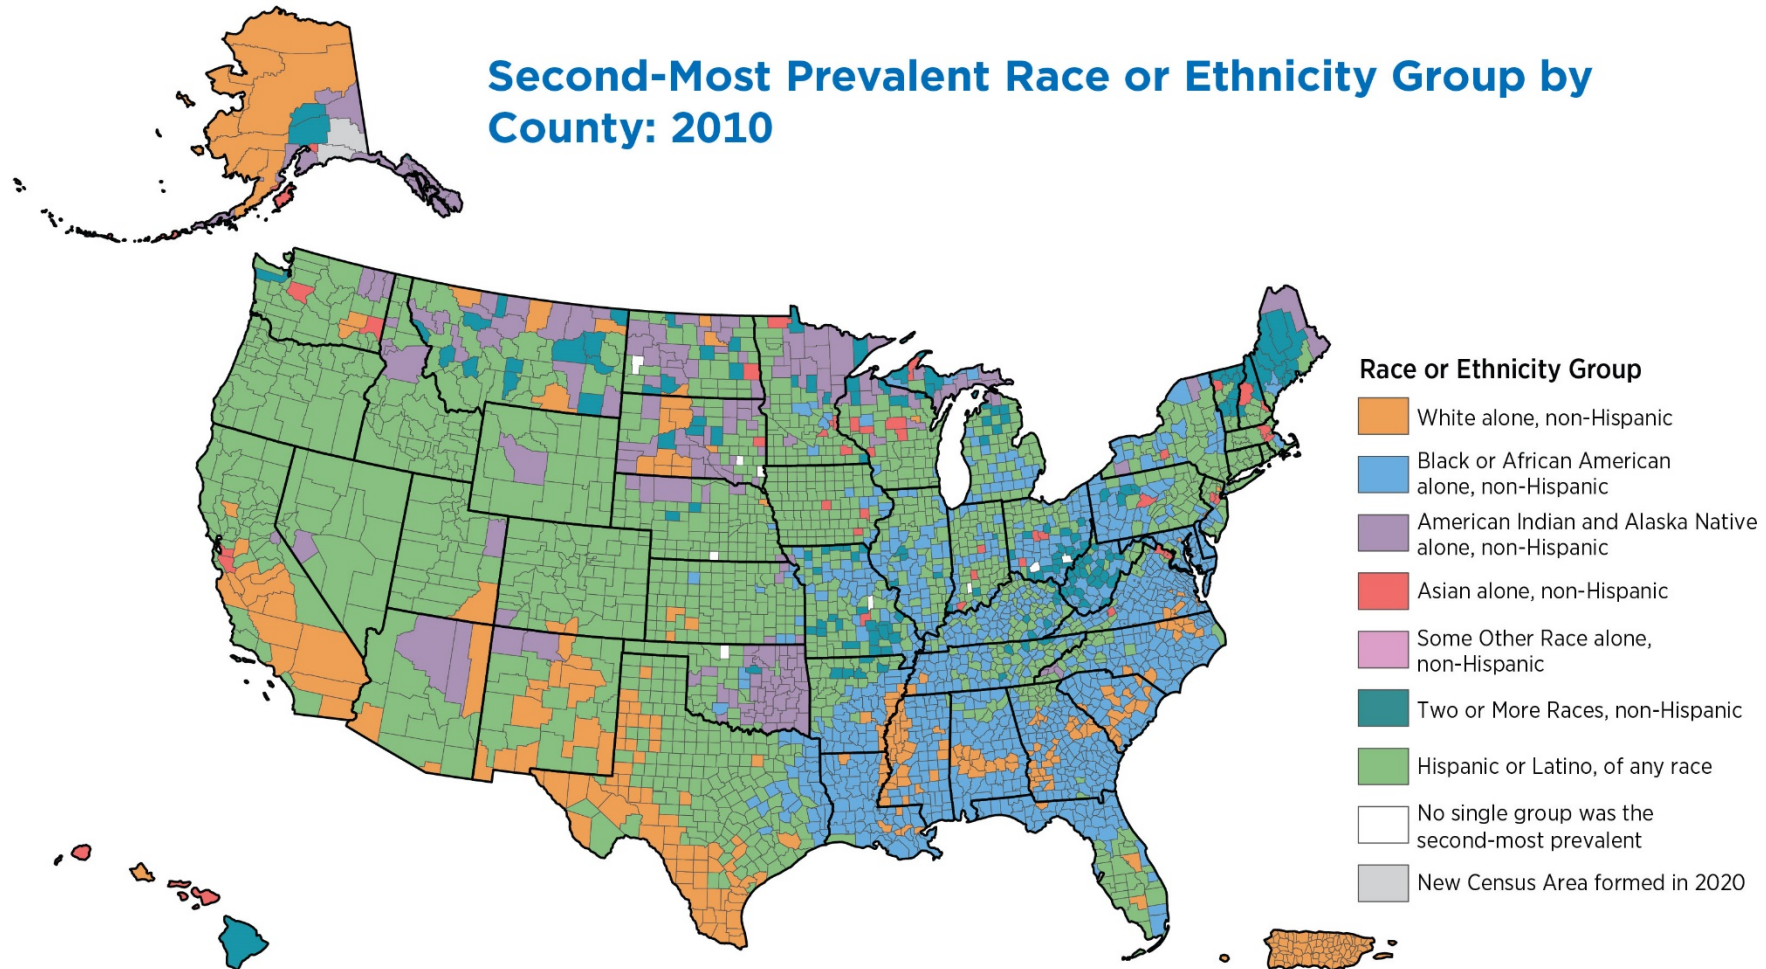 Second-Most Prevalent Race or Ethnicity Group by
County: 2010
Race or Ethnicity Group
White alone, non-Hispanic
Black or African American
alone, non-Hispanic
American Indian and Alaska Native
alone, non-Hispanic
Asian alone, non-Hispanic
Some Other Race alone,
non-Hispanic
Two or More Races, non-Hispanic
Hispanic or Latino, of any race
No single group was the
second-most prevalent
New Census Area formed in 2020